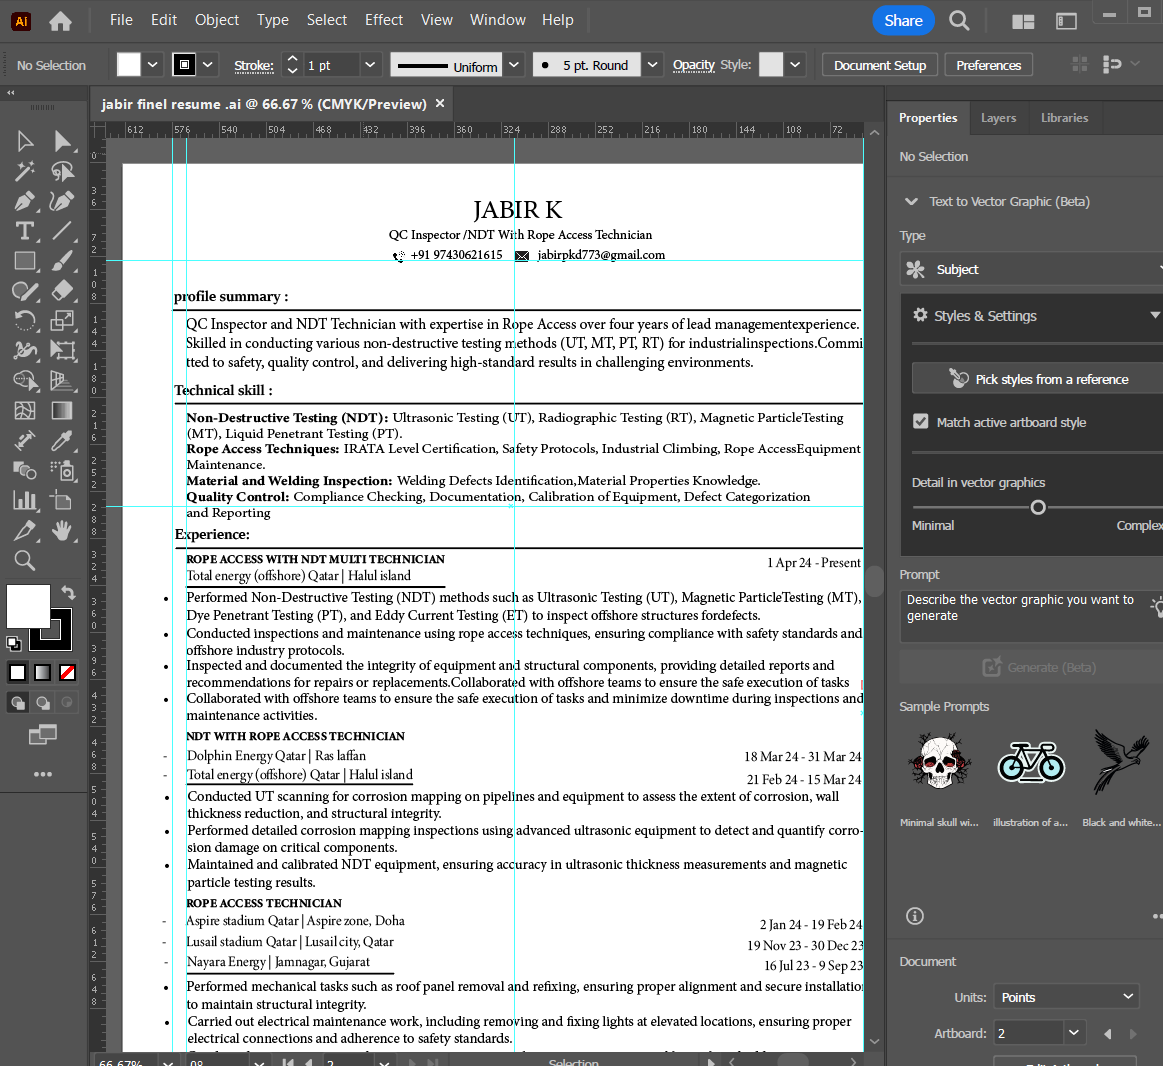 Ai File Edit Object Type Select Effect View Window Help Share
No Selection Stroke: 1 pt Uniform 5 pt. Round Opacity Style: Document Setup Preferences
jabir finel resume .ai @ 66.67 % (CMYK/Preview) ×
612 576 540 504 468 432 396 360 324 288 252 216 180 144 108 72
JABIR K
QC Inspector /NDT With Rope Access Technician
+91 97430621615 jabirpkd773@gmail.com
profile summary :
QC Inspector and NDT Technician with expertise in Rope Access over four years of lead managementexperience.
Skilled in conducting various non-destructive testing methods (UT, MT, PT, RT) for industrialinspections.Commi
tted to safety, quality control, and delivering high-standard results in challenging environments.
Technical skill :
Non-Destructive Testing (NDT): Ultrasonic Testing (UT), Radiographic Testing (RT), Magnetic ParticleTesting
(MT), Liquid Penetrant Testing (PT).
Rope Access Techniques: IRATA Level Certification, Safety Protocols, Industrial Climbing, Rope AccessEquipment
Maintenance.
Material and Welding Inspection: Welding Defects Identification,Material Properties Knowledge.
Quality Control: Compliance Checking, Documentation, Calibration of Equipment, Defect Categorization
and Reporting
Experience:
ROPE ACCESS WITH NDT MULTI TECHNICIAN 1 Apr 24 - Present
Total energy (offshore) Qatar | Halul island
• Performed Non-Destructive Testing (NDT) methods such as Ultrasonic Testing (UT), Magnetic ParticleTesting (MT),
Dye Penetrant Testing (PT), and Eddy Current Testing (ET) to inspect offshore structures fordefects.
• Conducted inspections and maintenance using rope access techniques, ensuring compliance with safety standards and
offshore industry protocols.
• Inspected and documented the integrity of equipment and structural components, providing detailed reports and
recommendations for repairs or replacements.Collaborated with offshore teams to ensure the safe execution of tasks
• Collaborated with offshore teams to ensure the safe execution of tasks and minimize downtime during inspections and
maintenance activities.
NDT WITH ROPE ACCESS TECHNICIAN
- Dolphin Energy Qatar | Ras laffan 18 Mar 24 - 31 Mar 24
- Total energy (offshore) Qatar | Halul island 21 Feb 24 - 15 Mar 24
• Conducted UT scanning for corrosion mapping on pipelines and equipment to assess the extent of corrosion, wall
thickness reduction, and structural integrity.
• Performed detailed corrosion mapping inspections using advanced ultrasonic equipment to detect and quantify corro-
sion damage on critical components.
• Maintained and calibrated NDT equipment, ensuring accuracy in ultrasonic thickness measurements and magnetic
particle testing results.
ROPE ACCESS TECHNICIAN
- Aspire stadium Qatar | Aspire zone, Doha 2 Jan 24 - 19 Feb 24
- Lusail stadium Qatar | Lusail city, Qatar 19 Nov 23 - 30 Dec 23
- Nayara Energy | Jamnagar, Gujarat 16 Jul 23 - 9 Sep 23
• Performed mechanical tasks such as roof panel removal and refixing, ensuring proper alignment and secure installatio
to maintain structural integrity.
• Carried out electrical maintenance work, including removing and fixing lights at elevated locations, ensuring proper
electrical connections and adherence to safety standards.
66.67% 0° 2 Selection
Properties Layers Libraries
No Selection
Text to Vector Graphic (Beta)
Type
Subject
Styles & Settings
Pick styles from a reference
Match active artboard style
Detail in vector graphics
Minimal Complex
Prompt
Describe the vector graphic you want to
generate
Generate (Beta)
Sample Prompts
Minimal skull wi... illustration of a... Black and white...
Document
Units: Points
Artboard: 2